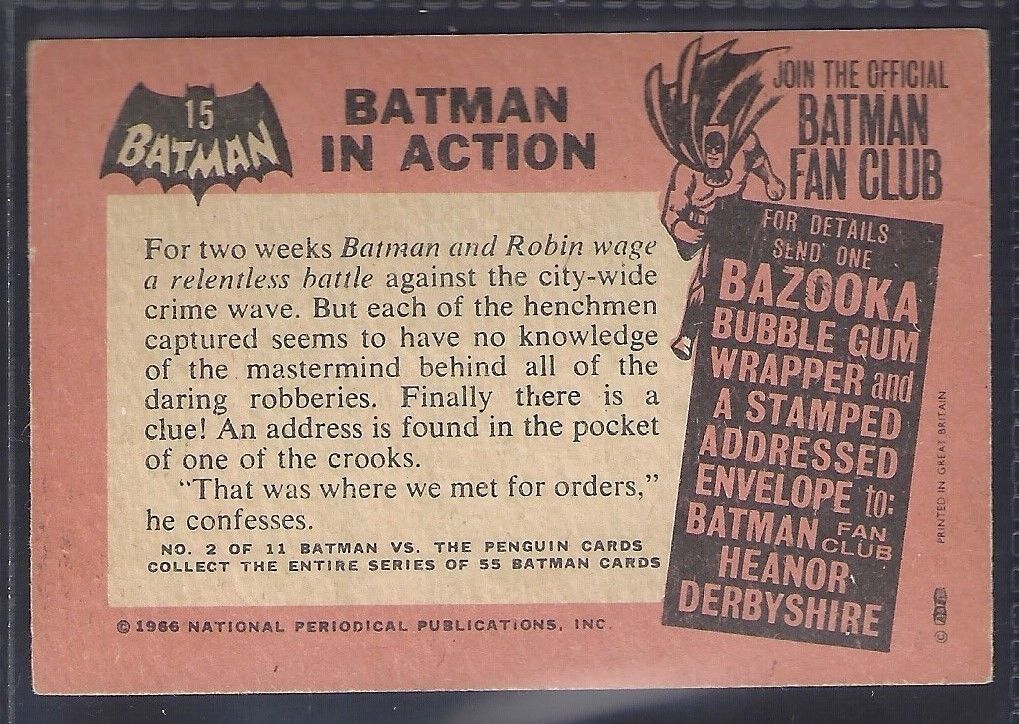 15
BATMAN
BATMAN
IN ACTION
For two weeks Batman and Robin wage
a relentless battle against the city-wide
crime wave. But each of the henchmen
captured seems to have no knowledge
of the mastermind behind all of the
daring robberies. Finally there is a
clue! An address is found in the pocket
of one of the crooks.
"That was where we met for orders,"
he confesses.
NO. 2 OF 11 BATMAN VS. THE PENGUIN CARDS
COLLECT THE ENTIRE SERIES OF 55 BATMAN CARDS
© 1966 NATIONAL PERIODICAL PUBLICATIONS, INC.
JOIN THE OFFICIAL
BATMAN
FAN CLUB
FOR DETAILS
SEND ONE
BAZOOKA
BUBBLE GUM
WRAPPER and
A STAMPED
ADDRESSED
ENVELOPE to:
BATMAN FAN CLUB
HEANOR
DERBYSHIRE
PRINTED IN GREAT BRITAIN
©